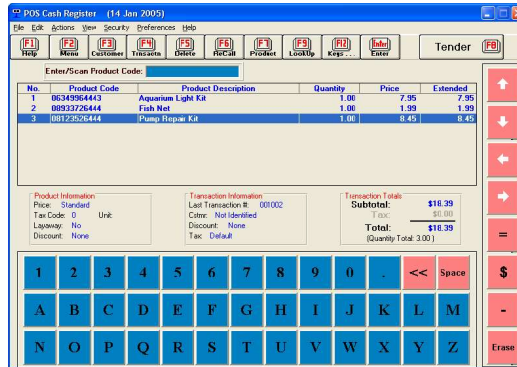 POS Cash Register (14 Jan 2005)
File Edit Actions View Security Preferences Help
F1 Help F2 Menu F3 Customer F4 Trnsactn F5 Delete F6 ReCall F7 Prodict F9 LookUp F12 Keys... Enter Enter Tender F8
Enter/Scan Product Code:
No. Product Code Product Description Quantity Price Extended
1 06349964443 Aquarium Light Kit 1.00 7.95 7.95
2 08933726444 Fish Net 1.00 1.99 1.99
3 08123526444 Pump Repair Kit 1.00 8.45 8.45
Product Information Transaction Information Transaction Totals
Price: Standard Last Transaction #: 001002 Subtotal: $18.39
Tax Code: 0 Unit: Cstmr: Not Identified Tax: $0.00
Layaway: No Discount: None Total: $18.39
Discount: None Tax: Default (Quantity Total: 3.00 )
1 2 3 4 5 6 7 8 9 0 . << Space $
A B C D E F G H I J K L M -
N O P Q R S T U V W X Y Z Erase
=